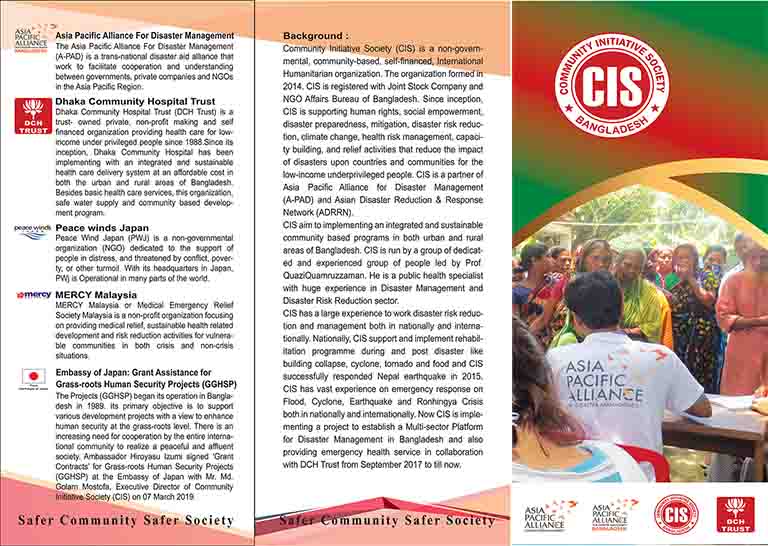 ASIA
PACIFIC
ALLIANCE
BANGLADESH
Asia Pacific Alliance For Disaster Management
The Asia Pacific Alliance For Disaster Management
(A-PAD) is a trans-national disaster aid alliance that
work to facilitate cooperation and understanding
between governments, private companies and NGOs
in the Asia Pacific Region.
DCH
TRUST
Dhaka Community Hospital Trust
Dhaka Community Hospital Trust (DCH Trust) is a
trust- owned private, non-profit making and self
financed organization providing health care for low-
income under privileged people since 1988.Since its
inception, Dhaka Community Hospital has been
implementing with an integrated and sustainable
health care delivery system at an affordable cost in
both the urban and rural areas of Bangladesh.
Besides basic health care services, this organization,
safe water supply and community based develop-
ment program.
peace winds
Peace winds Japan
Peace Wind Japan (PWJ) is a non-governmental
organization (NGO) dedicated to the support of
people in distress, and threatened by conflict, pover-
ty, or other turmoil. With its headquarters in Japan,
PWj is Operational in many parts of the world.
mercy
MERCY Malaysia
MERCY Malaysia or Medical Emergency Relief
Society Malaysia is a non-profit organization focusing
on providing medical relief, sustainable health related
development and risk reduction activities for vulnera-
ble communities in both crisis and non-crisis
situations.
Embassy of Japan: Grant Assistance for
Grass-roots Human Security Projects (GGHSP)
The Projects (GGHSP) began its operation in Bangla-
desh in 1989. its primary objective is to support
various development projects with a view to enhance
human security at the grass-roots level. There is an
increasing need for cooperation by the entire interna-
tional community to realize a peaceful and affluent
society. Ambassador Hiroyasu Izumi signed 'Grant
Contracts' for Grass-roots Human Security Projects
(GGHSP) at the Embassy of Japan with Mr. Md.
Golam Mostofa, Executive Director of Community
Initiative Society (CIS) on 07 March 2019.
Safer Community Safer Society
Background :
Community Initiative Society (CIS) is a non-govern-
mental, community-based, self-financed, International
Humanitarian organization. The organization formed in
2014. CIS is registered with Joint Stock Company and
NGO Affairs Bureau of Bangladesh. Since inception,
CIS is supporting human rights, social empowerment,
disaster preparedness, mitigation, disaster risk reduc-
tion, climate change, health risk management, capaci-
ty building, and relief activities that reduce the impact
of disasters upon countries and communities for the
low-income underprivileged people. CIS is a partner of
Asia Pacific Alliance for Disaster Management
(A-PAD) and Asian Disaster Reduction & Response
Network (ADRRN).
CIS aim to implementing an integrated and sustainable
community based programs in both urban and rural
areas of Bangladesh. CIS is run by a group of dedicat-
ed and experienced group of people led by Prof.
QuaziQuamruzzaman. He is a public health specialist
with huge experience in Disaster Management and
Disaster Risk Reduction sector.
CIS has a large experience to work disaster risk reduc-
tion and management both in nationally and interna-
tionally. Nationally, CIS support and implement rehabil-
itation programme during and post disaster like
building collapse, cyclone, tornado and food and CIS
successfully responded Nepal earthquake in 2015.
CIS has vast experience on emergency response on
Flood, Cyclone, Earthquake and Ronhingya Crisis
both in nationally and internationally. Now CIS is imple-
menting a project to establish a Multi-sector Platform
for Disaster Management in Bangladesh and also
providing emergency health service in collaboration
with DCH Trust from September 2017 to till now.
Safer Community Safer Society
COMMUNITY INITIATIVE SOCIETY
CIS
BANGLADESH
ASIA
PACIFIC
ALLIANCE
ASIA
PACIFIC
ALLIANCE
ASIA
PACIFIC
ALLIANCE
BANGLADESH
CIS
DCH
TRUST